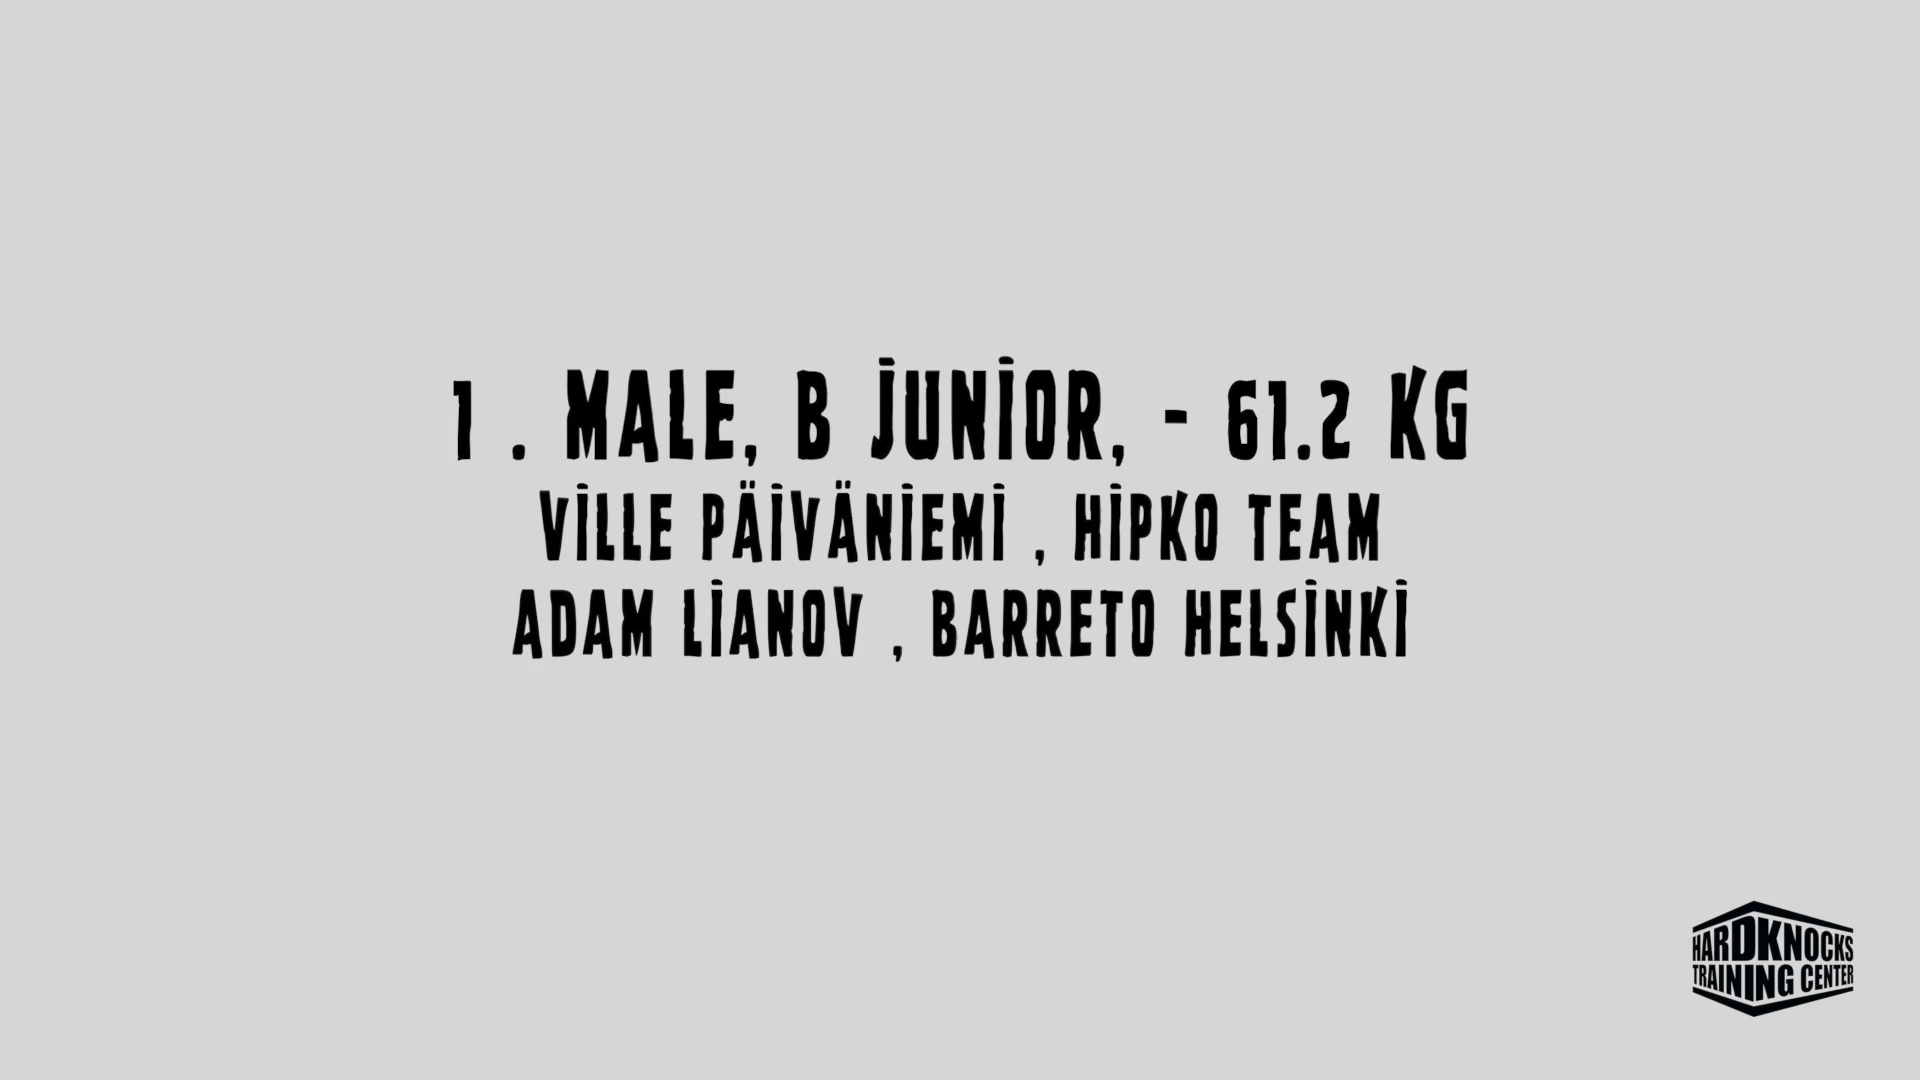 1 . MALE, B JUNIOR, - 61.2 KG
VILLE PÄIVÄNIEMI , HIPKO TEAM
ADAM LIANOV , BARRETO HELSINKI
HARDKNOCKS
TRAINING CENTER